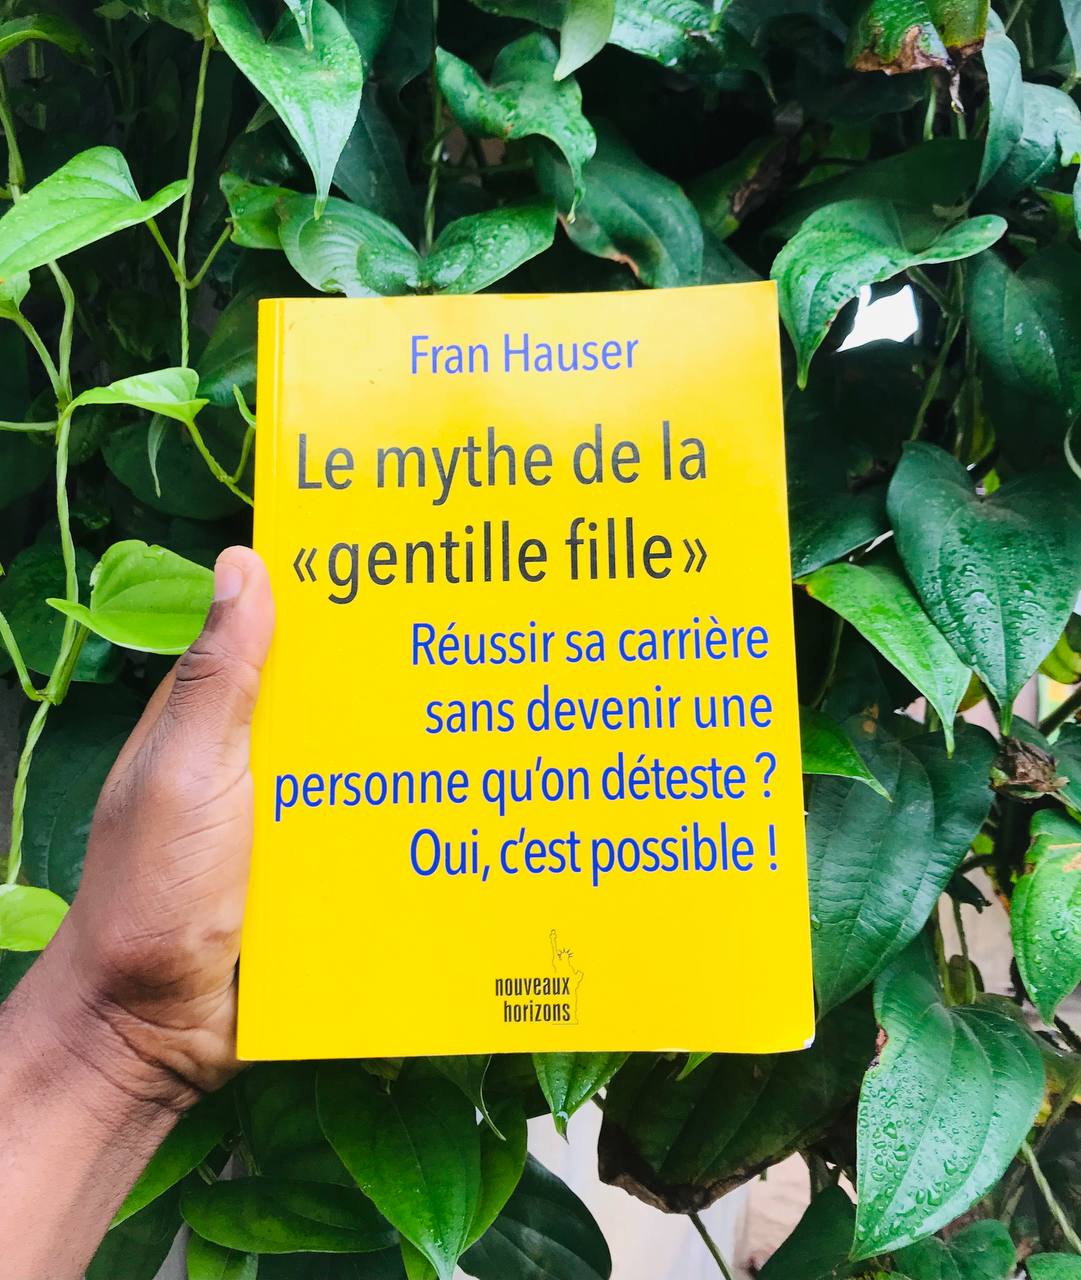 Fran Hauser
Le mythe de la
« gentille fille »
Réussir sa carrière
sans devenir une
personne qu'on déteste ?
Oui, c'est possible !
nouveaux
horizons